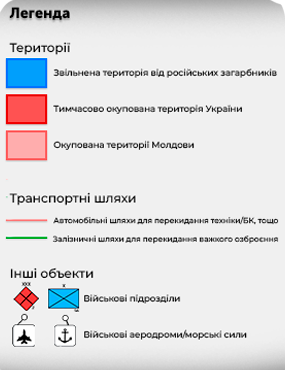 Легенда
Території
Звільнена територія від російських загарбників
Тимчасово окупована територія України
Окупована території Молдови
Транспортні шляхи
Автомобільні шляхи для перекидання техніки/БК, тощо
Залізничні шляхи для перекидання важкого озброєння
Інші обєкти
XXX
X
Військові підрозділи
Військові аеродроми/морські сили